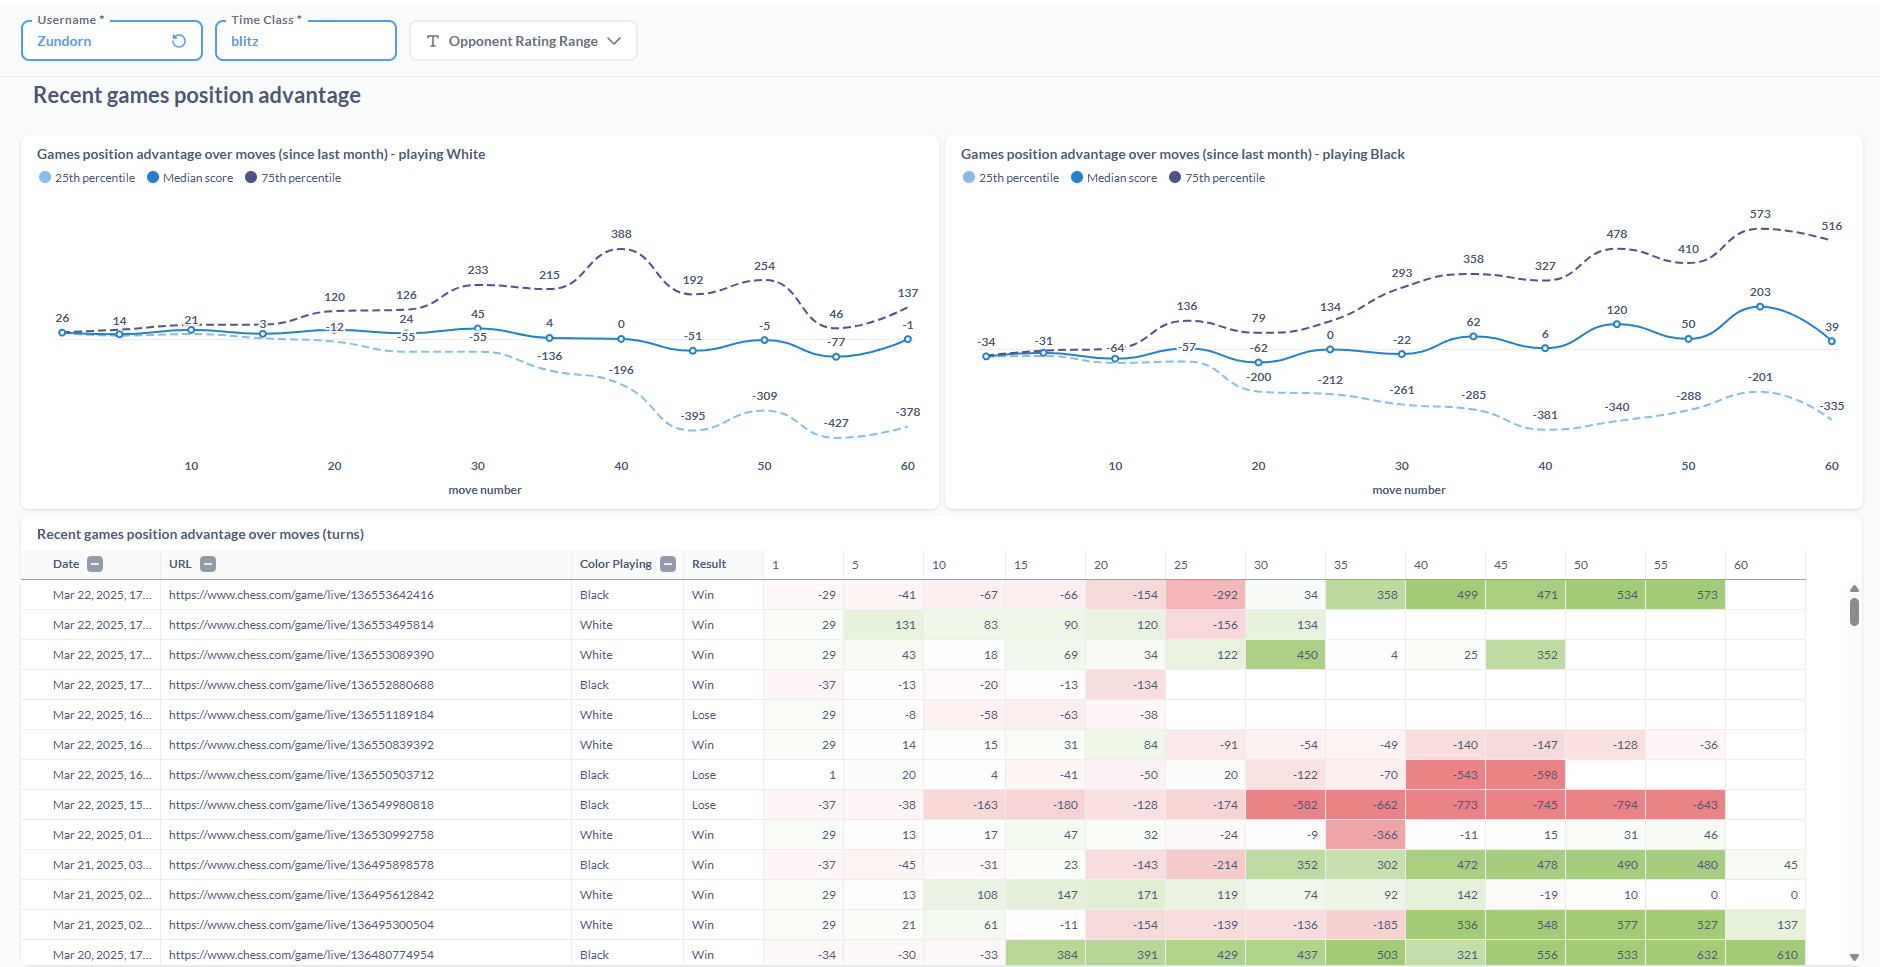 Username * Time Class *
Zundorn blitz Opponent Rating Range
Recent games position advantage
Games position advantage over moves (since last month) - playing White
25th percentile Median score 75th percentile
26 14 21 3 120 -12 126 24 -55 233 45 -55 215 4 -136 388 0 -196 192 -51 -395 254 -5 -309 46 -77 -427 137 -1 -378
10 20 30 40 50 60
move number
Games position advantage over moves (since last month) - playing Black
25th percentile Median score 75th percentile
-34 -31 -64 136 -57 79 -62 -200 134 0 -212 293 -22 -261 358 62 -285 327 6 -381 478 120 -340 410 50 -288 573 203 -201 516 39 -335
10 20 30 40 50 60
move number
Recent games position advantage over moves (turns)
Date URL Color Playing Result 1 5 10 15 20 25 30 35 40 45 50 55 60
Mar 22, 2025, 17... https://www.chess.com/game/live/136553642416 Black Win -29 -41 -67 -66 -154 -292 34 358 499 471 534 573
Mar 22, 2025, 17... https://www.chess.com/game/live/136553495814 White Win 29 131 83 90 120 -156 134
Mar 22, 2025, 17... https://www.chess.com/game/live/136553089390 White Win 29 43 18 69 34 122 450 4 25 352
Mar 22, 2025, 17... https://www.chess.com/game/live/136552880688 Black Win -37 -13 -20 -13 -134
Mar 22, 2025, 16... https://www.chess.com/game/live/136551189184 White Lose 29 -8 -58 -63 -38
Mar 22, 2025, 16... https://www.chess.com/game/live/136550839392 White Win 29 14 15 31 84 -91 -54 -49 -140 -147 -128 -36
Mar 22, 2025, 16... https://www.chess.com/game/live/136550503712 Black Lose 1 20 4 -41 -50 20 -122 -70 -543 -598
Mar 22, 2025, 15... https://www.chess.com/game/live/136549980818 Black Lose -37 -38 -163 -180 -128 -174 -582 -662 -773 -745 -794 -643
Mar 22, 2025, 01... https://www.chess.com/game/live/136530992758 White Win 29 13 17 47 32 -24 -9 -366 -11 15 31 46
Mar 21, 2025, 03... https://www.chess.com/game/live/136495898578 Black Win -37 -45 -31 23 -143 -214 352 302 472 478 490 480 45
Mar 21, 2025, 02... https://www.chess.com/game/live/136495612842 White Win 29 13 108 147 171 119 74 92 142 -19 10 0 0
Mar 21, 2025, 02... https://www.chess.com/game/live/136495300504 White Win 29 21 61 -11 -154 -139 -136 -185 536 548 577 527 137
Mar 20, 2025, 17... https://www.chess.com/game/live/136480774954 Black Win -34 -30 -33 384 391 429 437 503 321 556 533 632 610